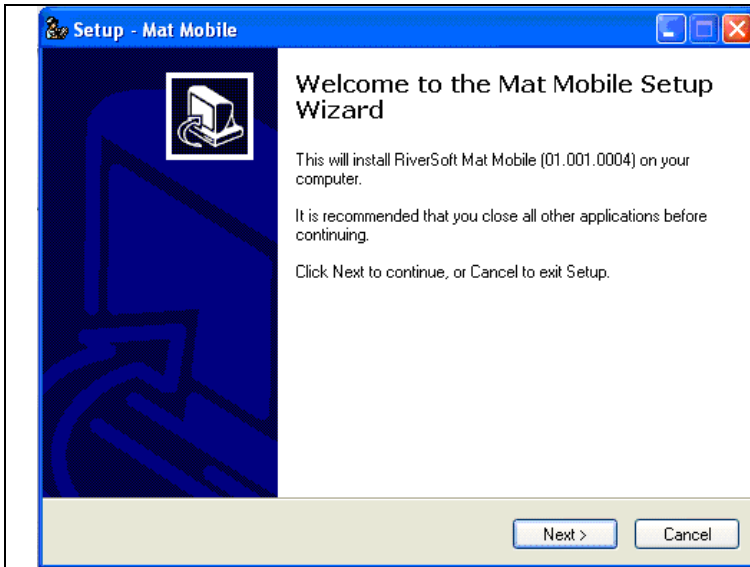 Setup - Mat Mobile
Welcome to the Mat Mobile Setup
Wizard
This will install RiverSoft Mat Mobile (01.001.0004) on your
computer.
It is recommended that you close all other applications before
continuing.
Click Next to continue, or Cancel to exit Setup.
Next >
Cancel